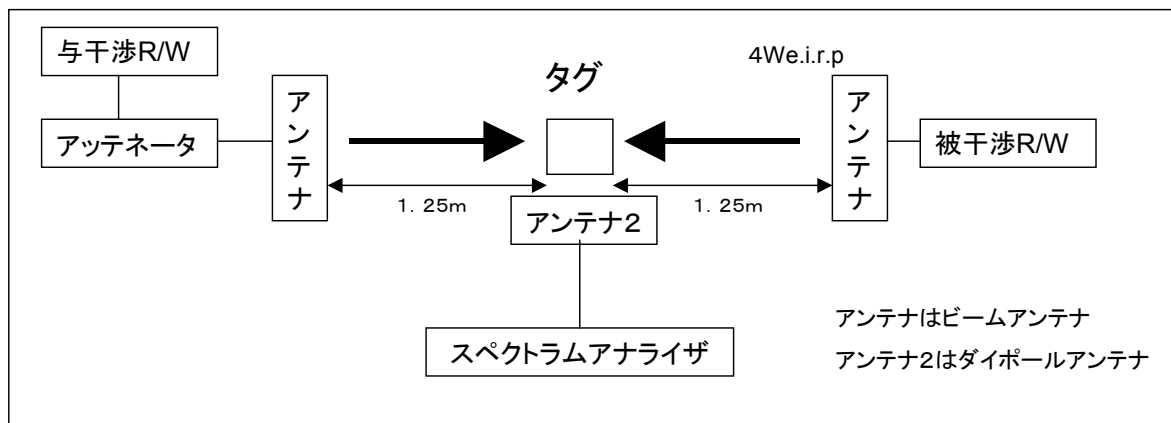 与干渉R/W
アッテネータ
アンテナ
タグ
4We.i.r.p
アンテナ
被干渉R/W
1．25m
1．25m
アンテナ2
スペクトラムアナライザ
アンテナはビームアンテナ
アンテナ2はダイポールアンテナ